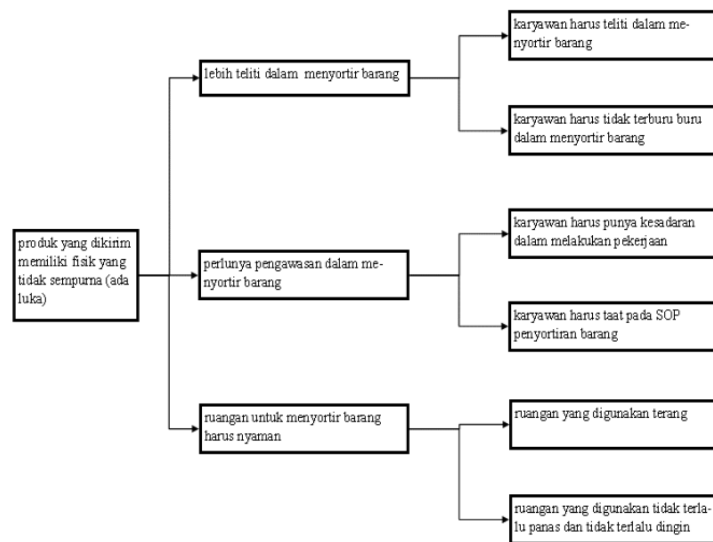 produk yang dikirim
memiliki fisik yang
tidak sempurna (ada
luka)
lebih teliti dalam menyortir barang
karyawan harus teliti dalam me-
nyortir barang
karyawan harus tidak terburu buru
dalam menyortir barang
perlunya pengawasan dalam me-
nyortir barang
karyawan harus punya kesadaran
dalam melakukan pekerjaan
karyawan harus taat pada SOP
penyortiran barang
ruangan untuk menyortir barang
harus nyaman
ruangan yang digunakan terang
ruangan yang digunakan tidak terla-
lu panas dan tidak terlalu dingin